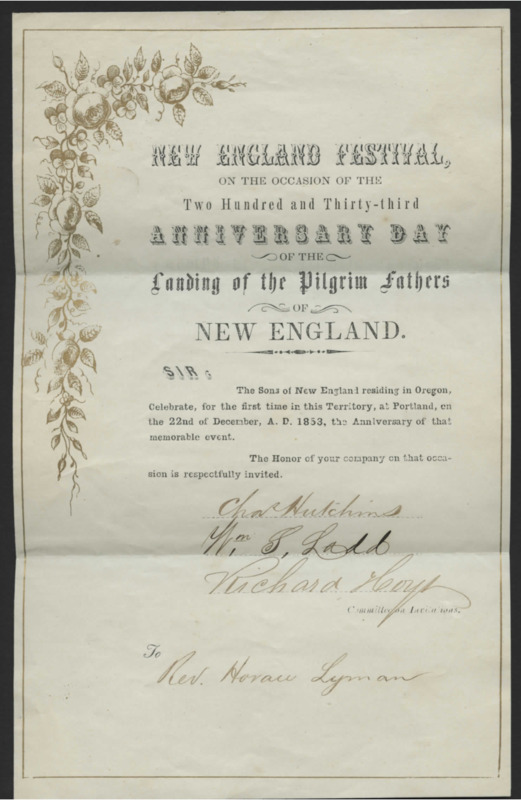 NEW ENGLAND FESTIVAL,
ON THE OCCASION OF THE
Two Hundred and Thirty-third
ANNIVERSARY DAY
OF THE
Landing of the Pilgrim Fathers
OF
NEW ENGLAND.
SIR:
The Sons of New England residing in Oregon,
Celebrate, for the first time in this Territory, at Portland, on
the 22nd of December, A. D. 1853, the Anniversary of that
memorable event.
The Honor of your company on that occa-
sion is respectfully invited.
Chas Hutchins
Wm S. Ladd
Richard Hoyt
Committee on Invitations.
To
Rev. Horace Lyman